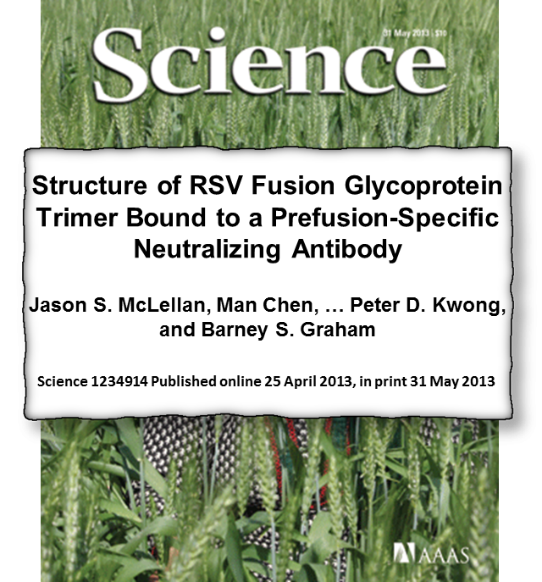 31 May 2013 | $10
Science
Structure of RSV Fusion Glycoprotein
Trimer Bound to a Prefusion-Specific
Neutralizing Antibody
Jason S. McLellan, Man Chen, … Peter D. Kwong,
and Barney S. Graham
Science 1234914 Published online 25 April 2013, in print 31 May 2013
AAAS